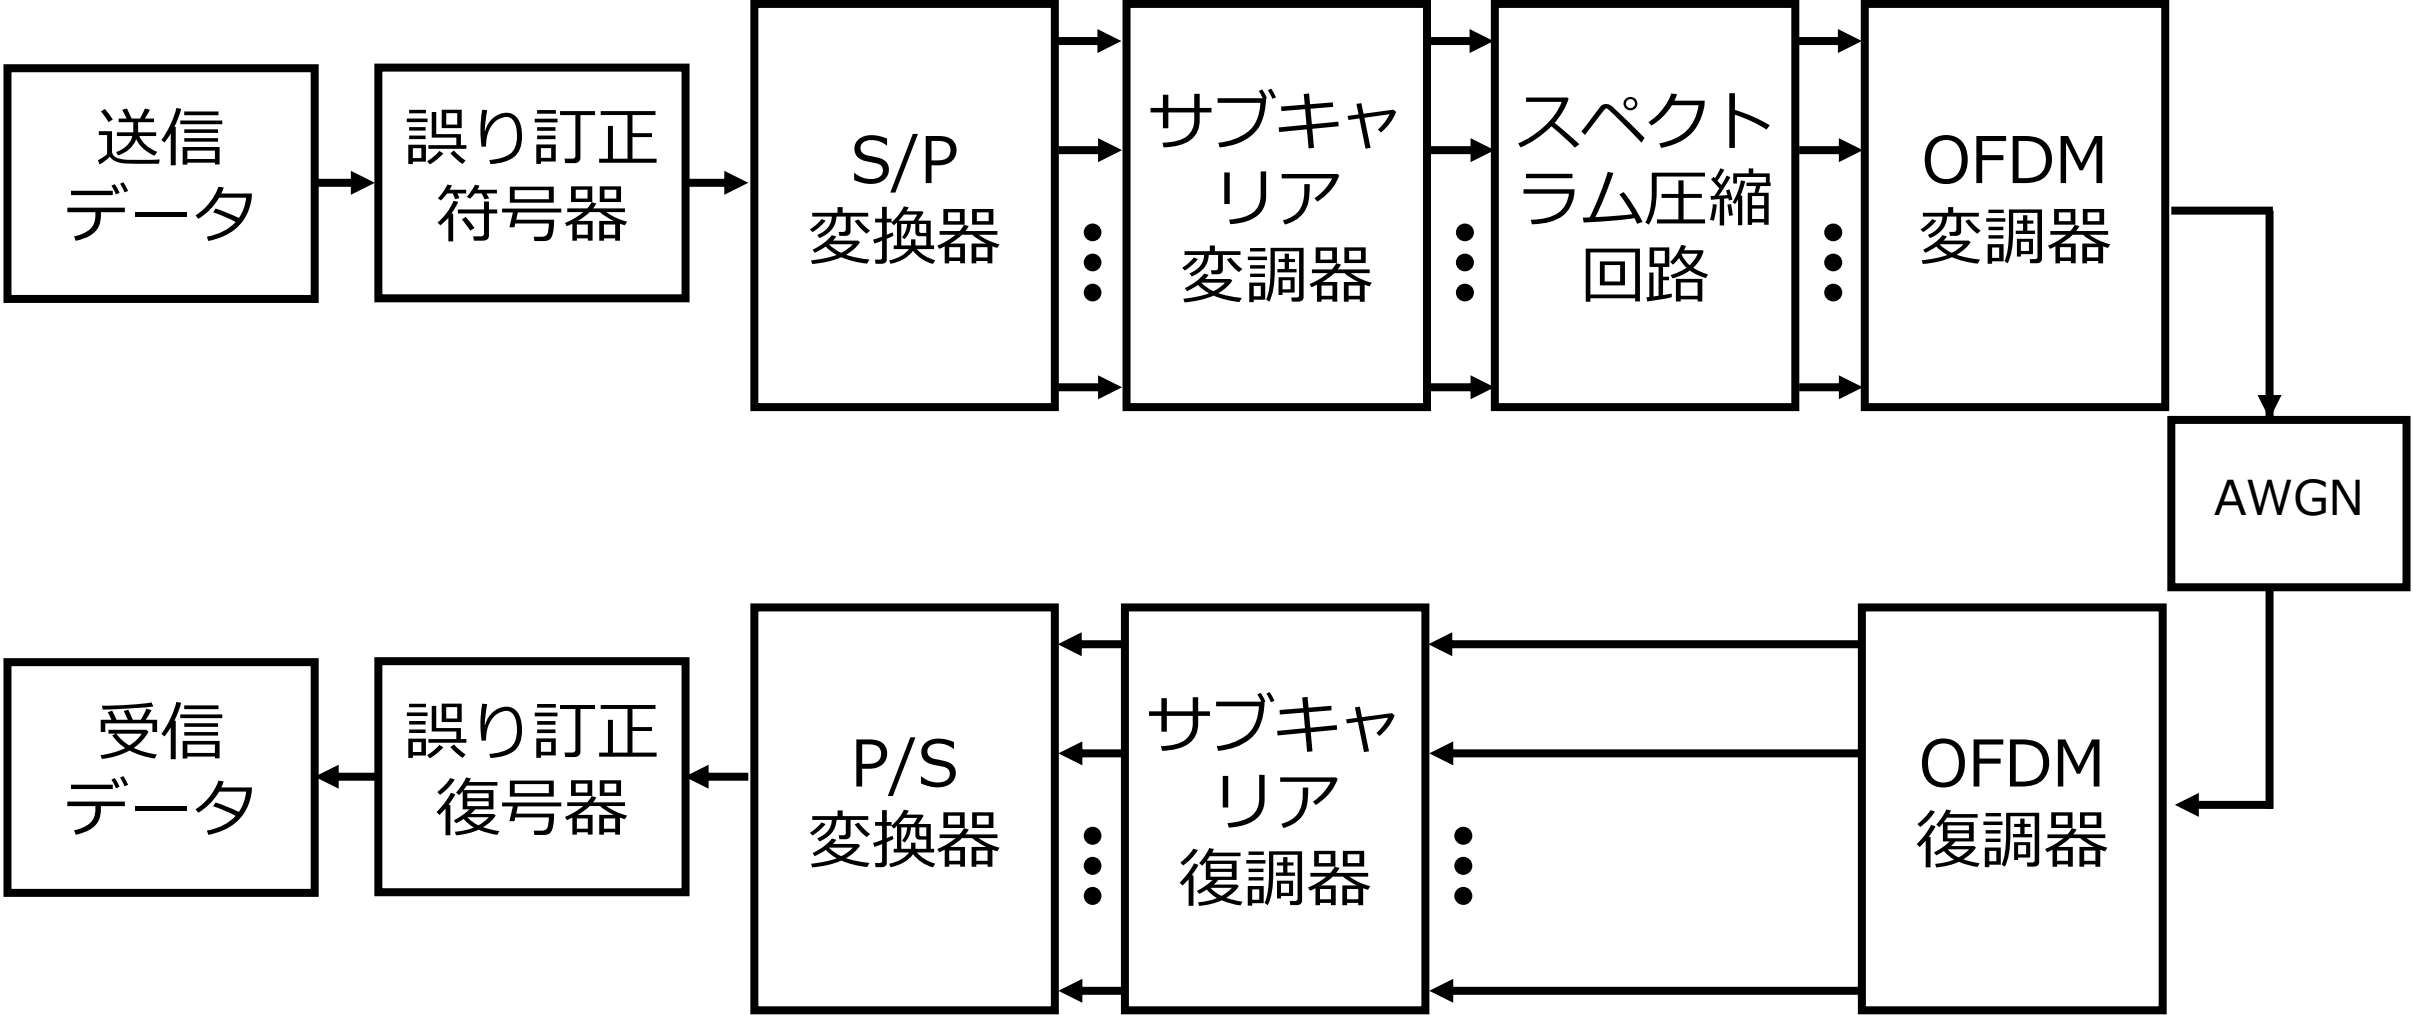 送信
データ
誤り訂正
符号器
S/P
変換器
サブキャ
リア
変調器
スペクト
ラム圧縮
回路
OFDM
変調器
AWGN
受信
データ
誤り訂正
復号器
P/S
変換器
サブキャ
リア
復調器
OFDM
復調器